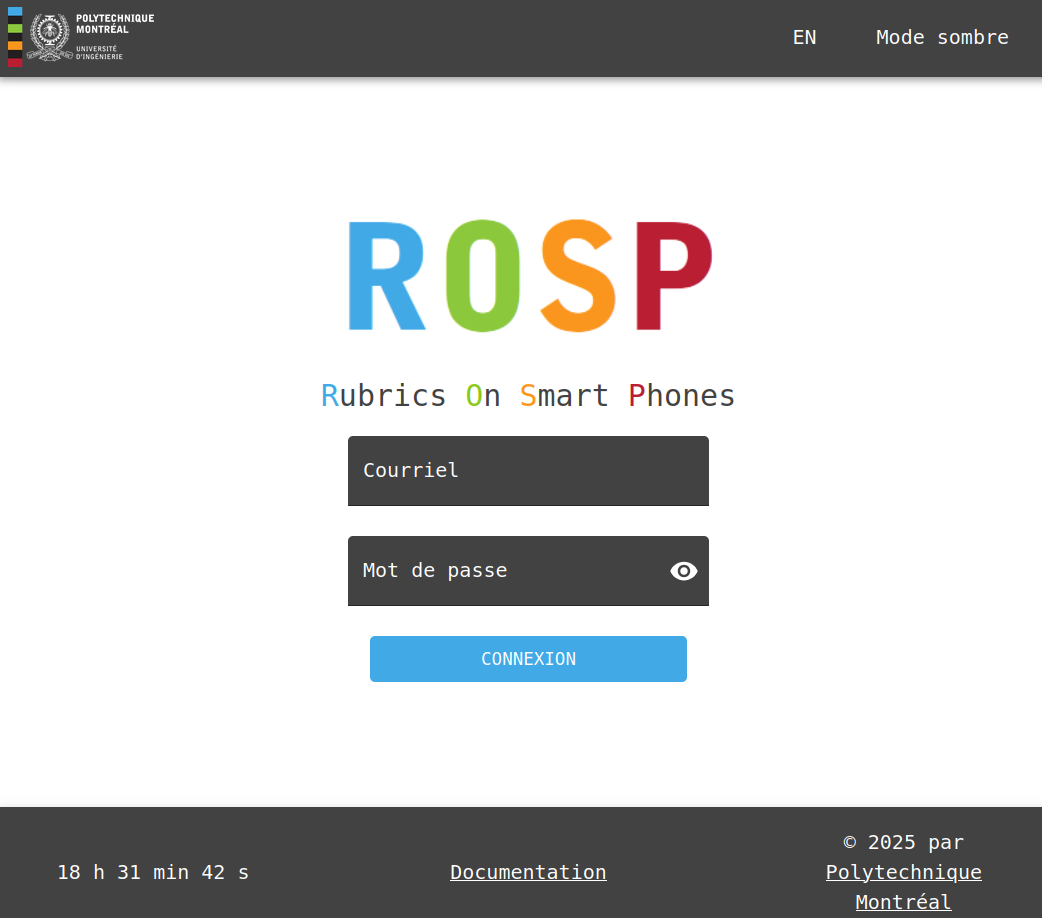 POLYTECHNIQUE
MONTRÉAL
UNIVERSITÉ
D'INGÉNIERIE
EN
Mode sombre
ROSP
Rubrics On Smart Phones
Courriel
Mot de passe
CONNEXION
18 h 31 min 42 s
Documentation
© 2025 par
Polytechnique
Montréal